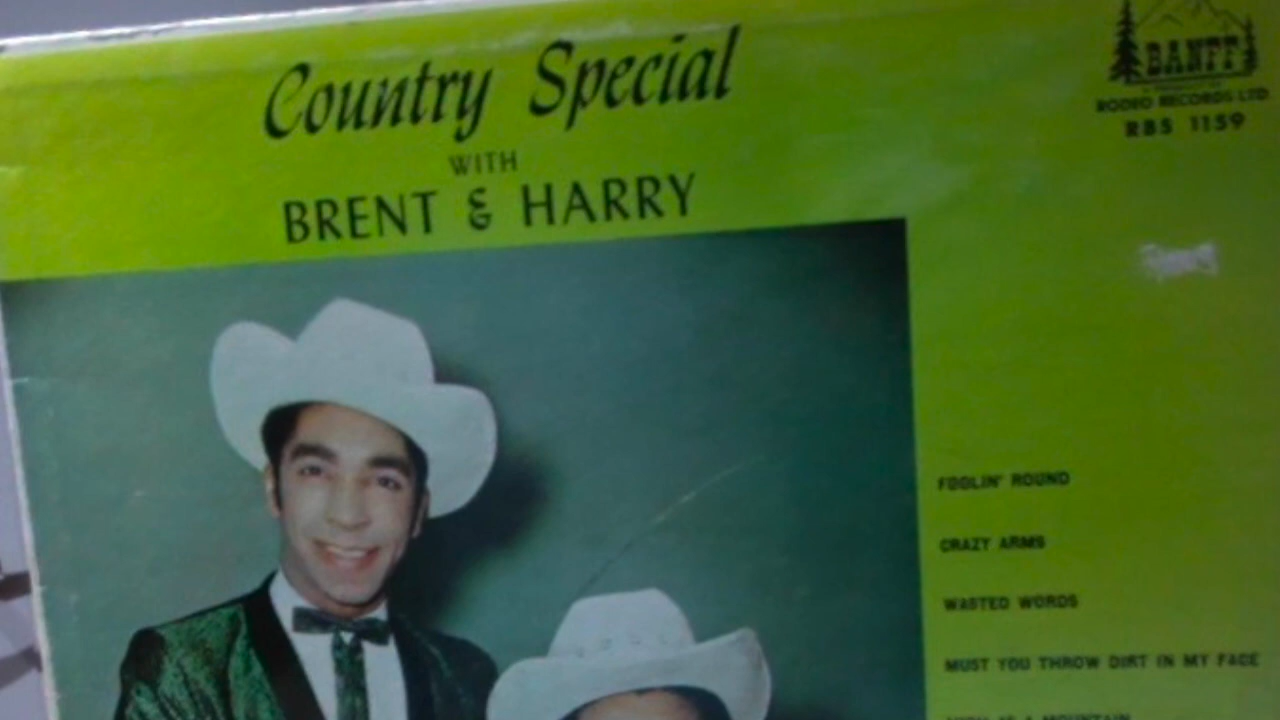 Country Special
WITH
BRENT & HARRY
BANFF
RODEO RECORDS LTD
RBS 1159
FOOLIN' ROUND
CRAZY ARMS
WASTED WORDS
MUST YOU THROW DIRT IN MY FACE